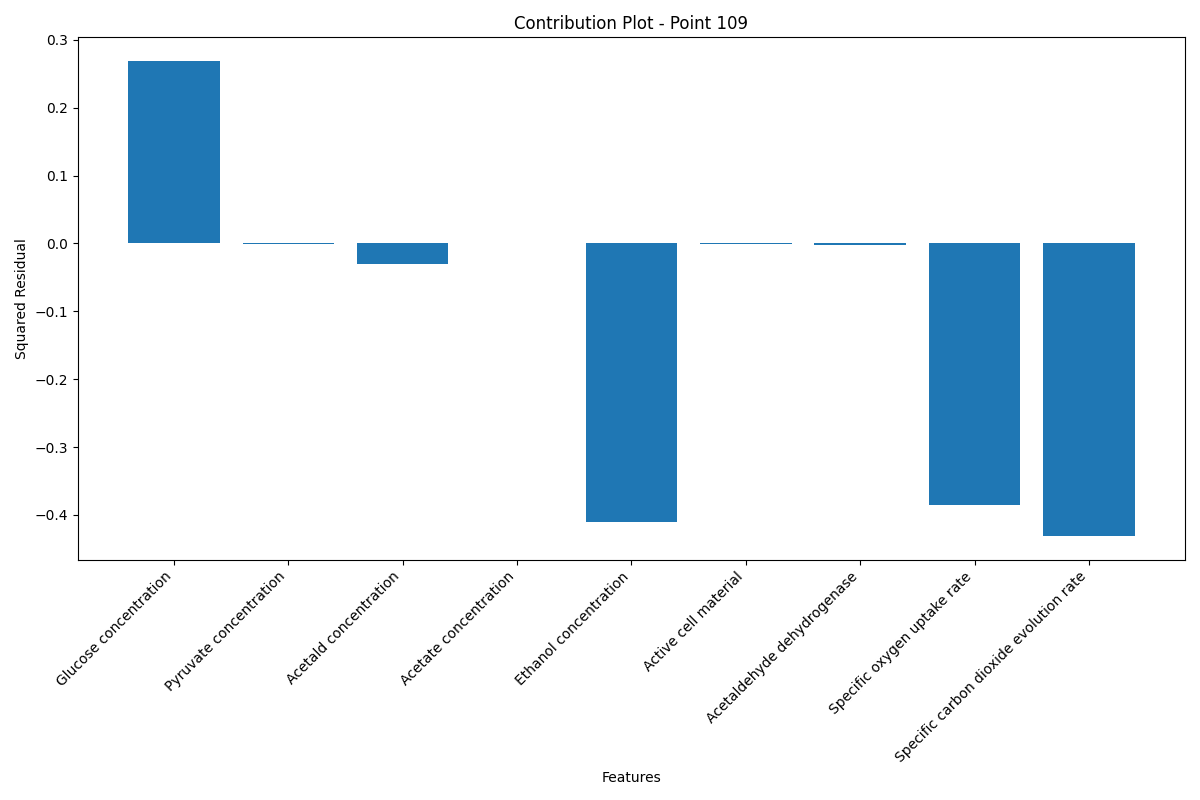 Contribution Plot - Point 109
0.3
0.2
0.1
0.0
−0.1
−0.2
−0.3
−0.4
Squared Residual
Glucose concentration
Pyruvate concentration
Acetald concentration
Acetate concentration
Ethanol concentration
Active cell material
Acetaldehyde dehydrogenase
Specific oxygen uptake rate
Specific carbon dioxide evolution rate
Features